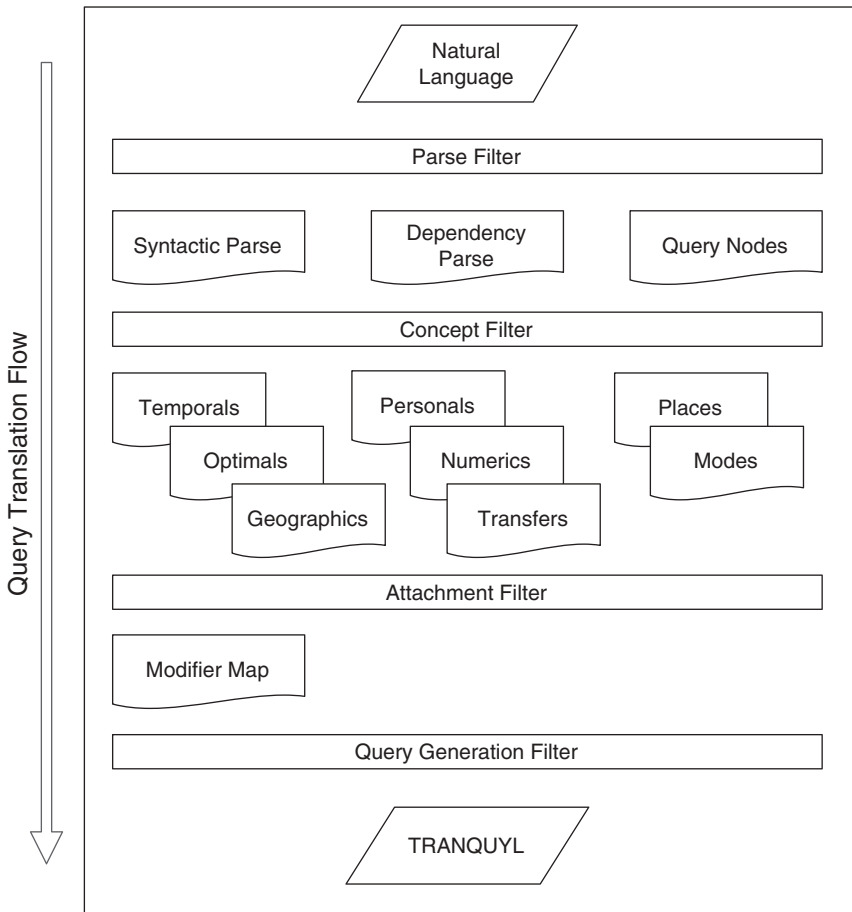 Natural
Language
Parse Filter
Syntactic Parse
Dependency
Parse
Query Nodes
Concept Filter
Temporals
Personals
Places
Optimals
Numerics
Modes
Geographics
Transfers
Attachment Filter
Modifier Map
Query Generation Filter
TRANQUYL
Query Translation Flow